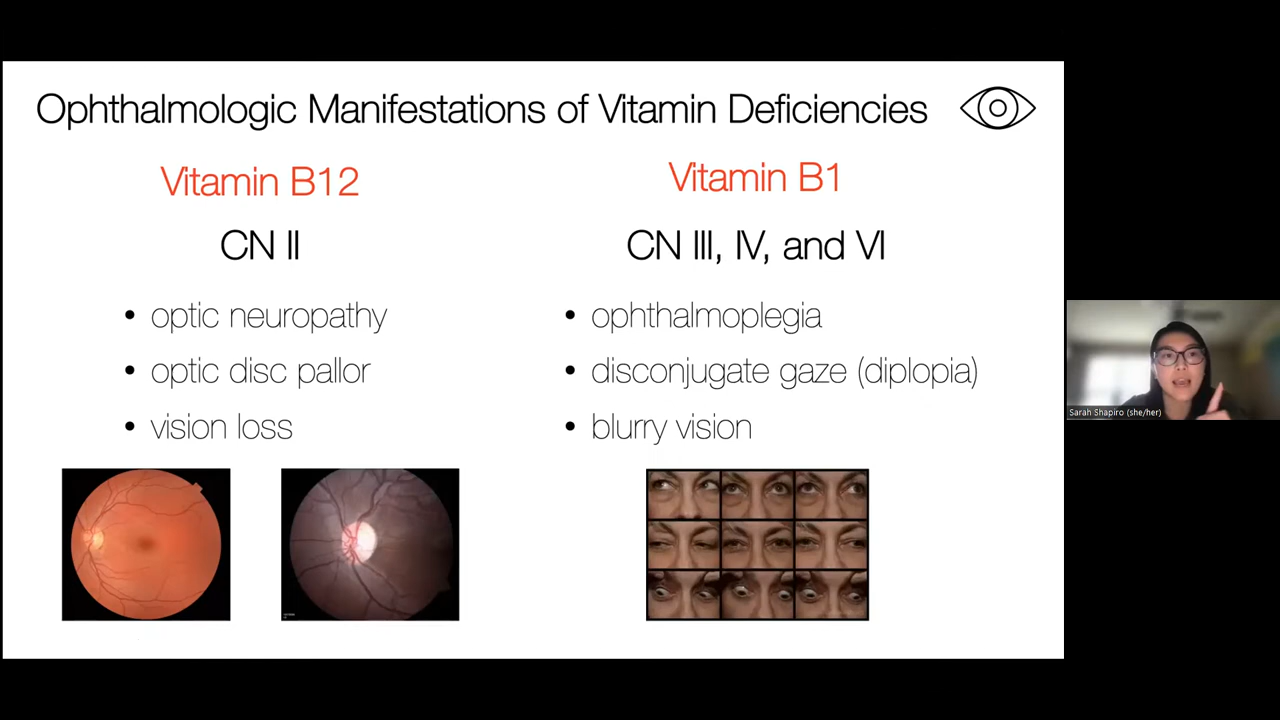 Ophthalmologic Manifestations of Vitamin Deficiencies
Vitamin B12
CN II
• optic neuropathy
• optic disc pallor
• vision loss
Vitamin B1
CN III, IV, and VI
• ophthalmoplegia
• disconjugate gaze (diplopia)
• blurry vision
Sarah Shapiro (she/her)